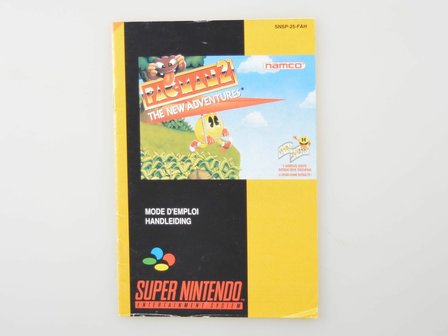 SNSP-25-FAH
PAC-MAN 2
THE NEW ADVENTURES
namco
MODE D'EMPLOI
HANDLEIDING
SUPER NINTENDO
ENTERTAINMENT SYSTEM